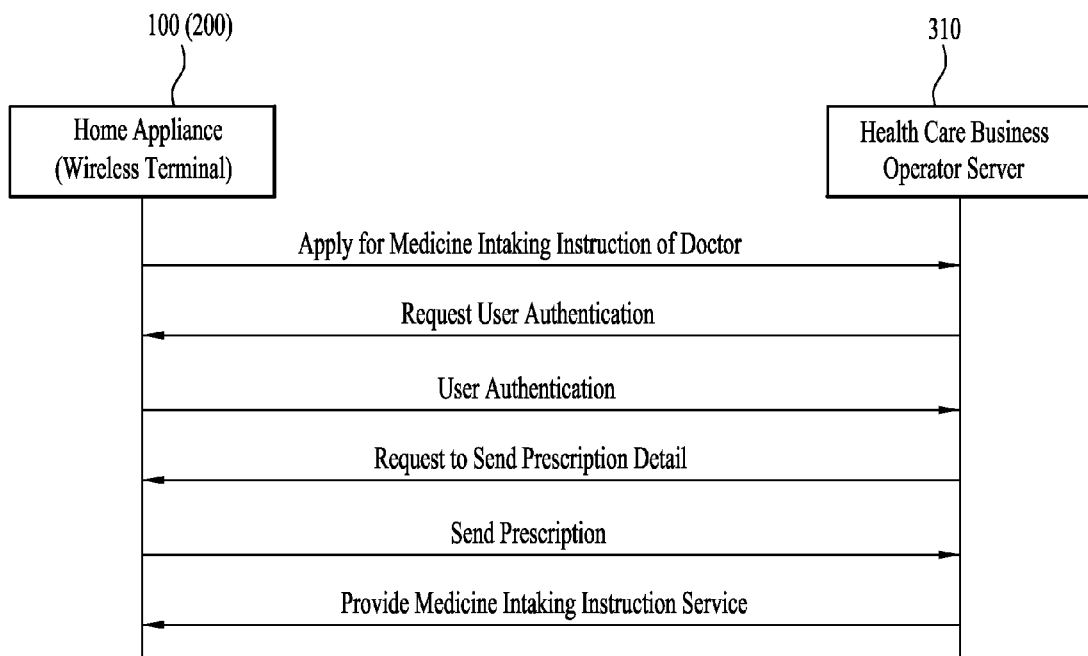 100 (200)
310
Home Appliance
(Wireless Terminal)
Health Care Business
Operator Server
Apply for Medicine Intaking Instruction of Doctor
Request User Authentication
User Authentication
Request to Send Prescription Detail
Send Prescription
Provide Medicine Intaking Instruction Service